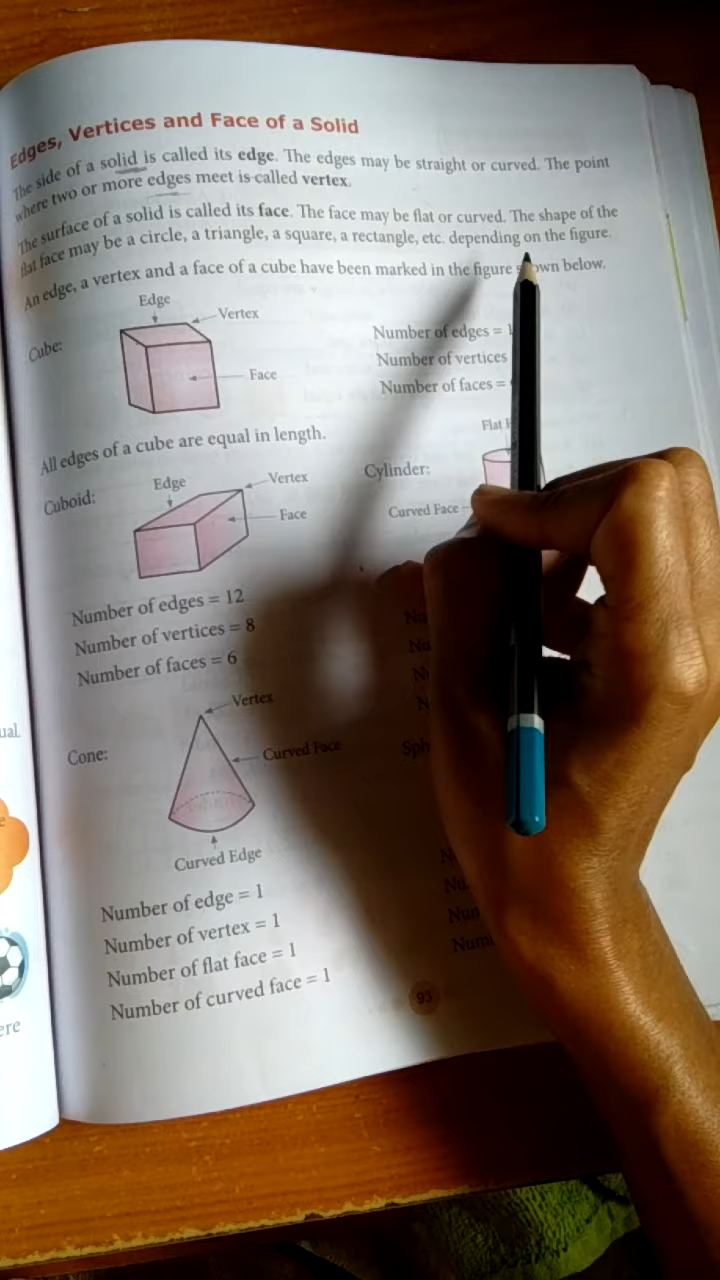 Edges, Vertices and Face of a Solid
The side of a solid is called its edge. The edges may be straight or curved. The point
where two or more edges meet is called vertex.
The surface of a solid is called its face. The face may be flat or curved. The shape of the
flat face may be a circle, a triangle, a square, a rectangle, etc. depending on the figure.
An edge, a vertex and a face of a cube have been marked in the figure below.
Edge
Vertex
Cube:
Face
Number of edges =
Number of vertices
Number of faces =
All edges of a cube are equal in length.
Cuboid:
Edge
Vertex
Face
Number of edges = 12
Number of vertices = 8
Number of faces = 6
Flat
Cylinder:
Curved Face
Vertex
Cone:
Curved Face
Curved Edge
Number of edge = 1
Number of vertex = 1
Number of flat face = 1
Number of curved face = 1
93